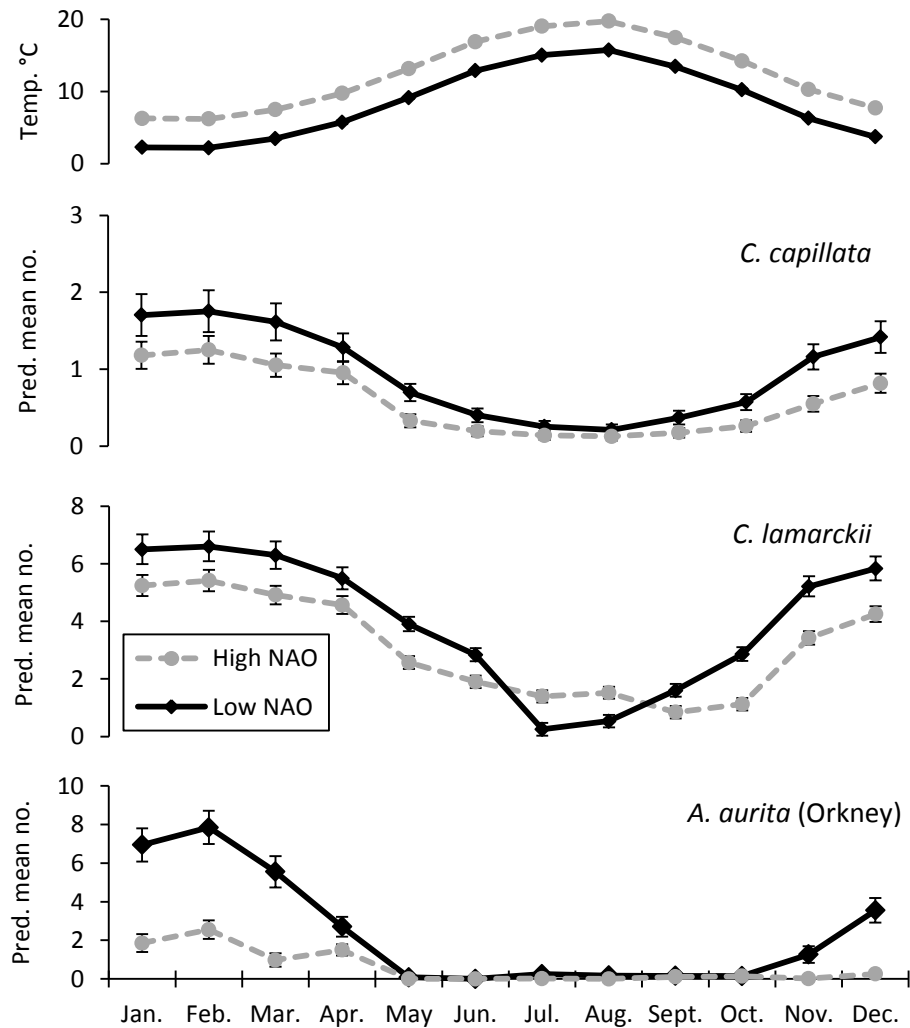 Temp. °C
20
10
0
Pred. mean no.
3
2
1
0
C. capillata
Pred. mean no.
8
6
4
2
0
C. lamarckii
High NAO
Low NAO
Pred. mean no.
10
8
6
4
2
0
A. aurita (Orkney)
Jan. Feb. Mar. Apr. May Jun. Jul. Aug. Sept. Oct. Nov. Dec.